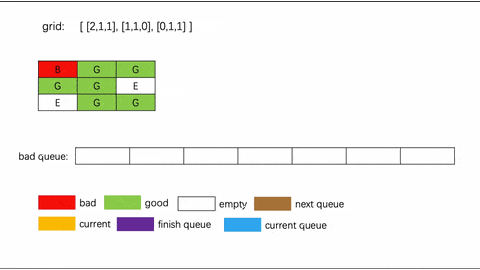 grid: [ [2,1,1], [1,1,0], [0,1,1] ]
B G G
G G E
E G G
bad queue:
bad good empty next queue
current finish queue current queue